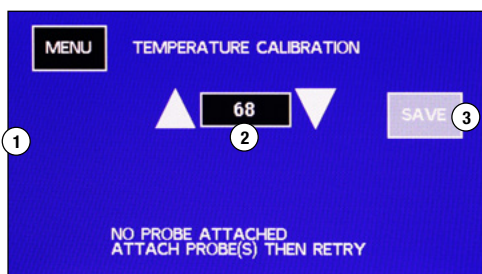 MENU
TEMPERATURE CALIBRATION
68
SAVE
1
2
3
NO PROBE ATTACHED
ATTACH PROBE(S) THEN RETRY